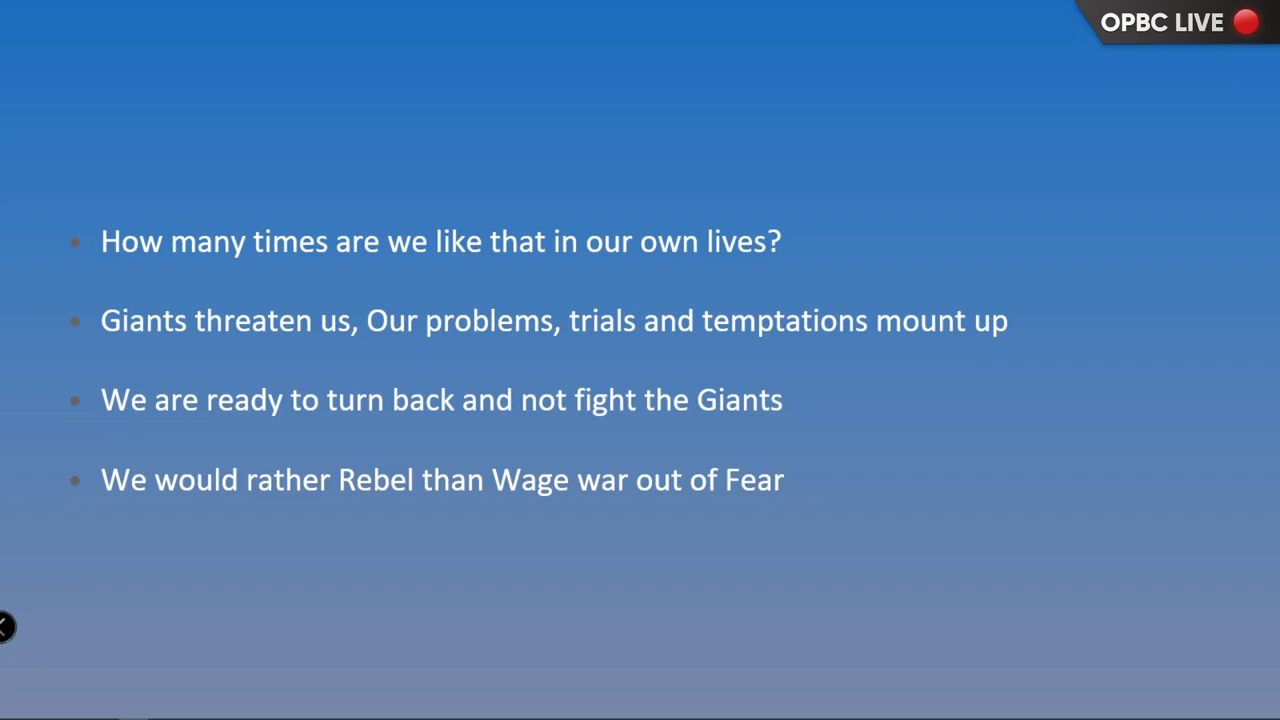 OPBC LIVE
How many times are we like that in our own lives?
Giants threaten us, Our problems, trials and temptations mount up
We are ready to turn back and not fight the Giants
We would rather Rebel than Wage war out of Fear